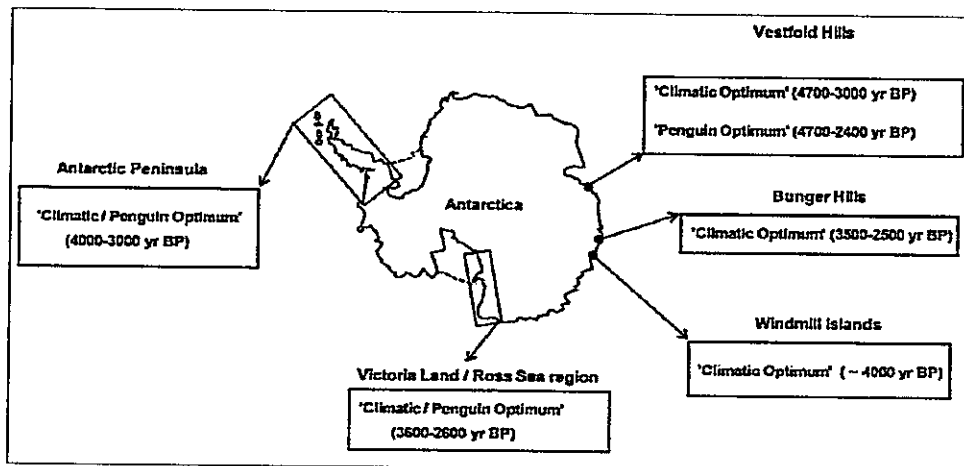 Vestfold Hills
'Climatic Optimum' (4700-3000 yr BP)
'Penguin Optimum' (4700-2400 yr BP)
Antarctic Peninsula
'Climatic / Penguin Optimum'
(4000-3000 yr BP)
Antarctica
Bunger Hills
'Climatic Optimum' (3500-2500 yr BP)
Windmill Islands
'Climatic Optimum' ( ~ 4000 yr BP)
Victoria Land / Ross Sea region
'Climatic / Penguin Optimum'
(3600-2600 yr BP)